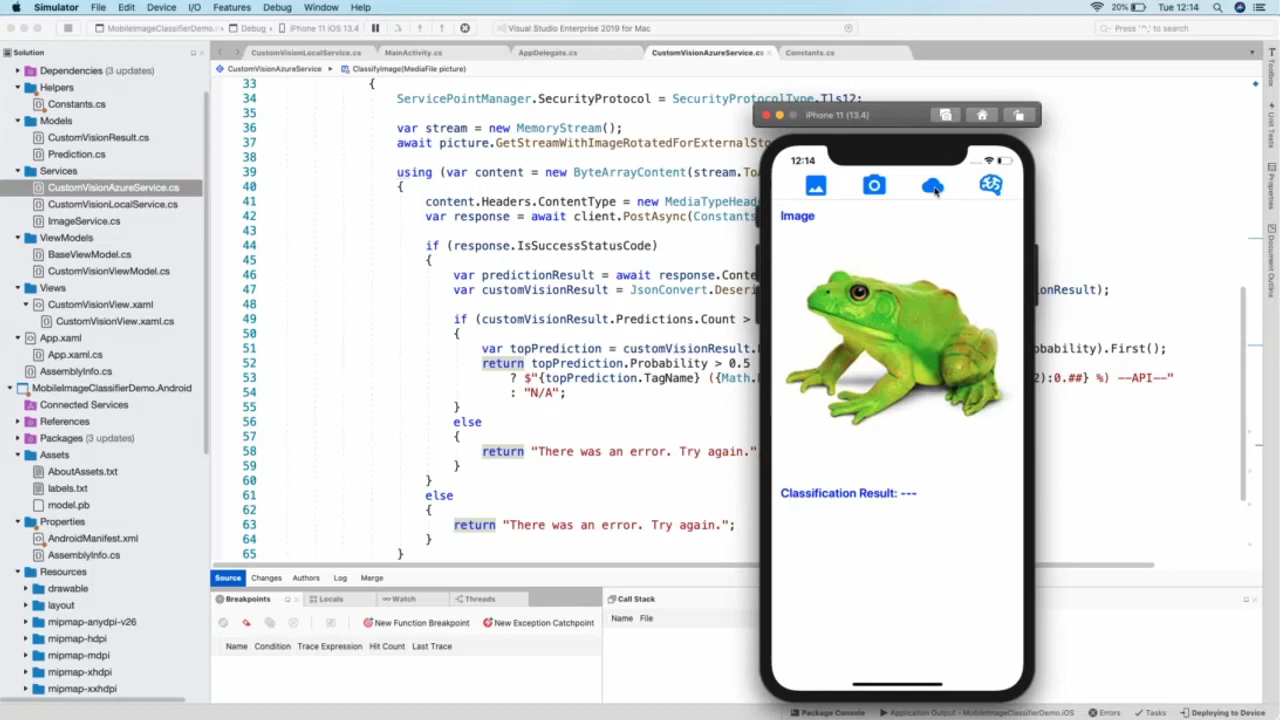 Simulator File Edit Device I/O Features Debug Window Help 20% Tue 12:14
MobileImageClassifierDemo. Debug iPhone 11 iOS 13.4 Visual Studio Enterprise 2019 for Mac Press '^,' to search
Solution
Dependencies (3 updates)
Helpers
Constants.cs
Models
CustomVisionResult.cs
Prediction.cs
Services
CustomVisionAzureService.cs
CustomVisionLocalService.cs
ImageService.cs
ViewModels
BaseViewModel.cs
CustomVisionViewModel.cs
Views
CustomVisionView.xaml
CustomVisionView.xaml.cs
App.xaml
App.xaml.cs
AssemblyInfo.cs
MobileImageClassifierDemo.Android
Connected Services
References
Packages (3 updates)
Assets
AboutAssets.txt
labels.txt
model.pb
Properties
AndroidManifest.xml
AssemblyInfo.cs
Resources
drawable
layout
mipmap-anydpi-v26
mipmap-hdpi
mipmap-mdpi
mipmap-xhdpi
mipmap-xxhdpi
CustomVisionLocalService.cs MainActivity.cs AppDelegate.cs CustomVisionAzureService.cs Constants.cs
CustomVisionAzureService ClassifyImage(MediaFile picture)
33 {
34 ServicePointManager.SecurityProtocol = SecurityProtocolType.Tls12;
35
36 var stream = new MemoryStream();
37 await picture.GetStreamWithImageRotatedForExternalSto
38
39 using (var content = new ByteArrayContent(stream.ToA
40 {
41 content.Headers.ContentType = new MediaTypeHead
42 var response = await client.PostAsync(Constants
43
44 if (response.IsSuccessStatusCode)
45 {
46 var predictionResult = await response.Conte
47 var customVisionResult = JsonConvert.Deseri onResult);
48
49 if (customVisionResult.Predictions.Count >
50 {
51 var topPrediction = customVisionResult. obability).First();
52 return topPrediction.Probability > 0.5
53 ? $"{topPrediction.TagName} ({Math. 2):0.##} %) --API--"
54 : "N/A";
55 }
56 else
57 {
58 return "There was an error. Try again."
59 }
60 }
61 else
62 {
63 return "There was an error. Try again.";
64 }
65 }
Source Changes Authors Log Merge
Breakpoints Locals Watch Threads
New Function Breakpoint New Exception Catchpoint
Name Condition Trace Expression Hit Count Last Trace
Call Stack
Name File
iPhone 11 (13.4)
12:14
Image
Classification Result: ---
Toolbox
Unit Tests
Properties
Document Outline
Package Console Application Output - MobileImageClassifierDemo.iOS Errors Tasks Deploying to Device